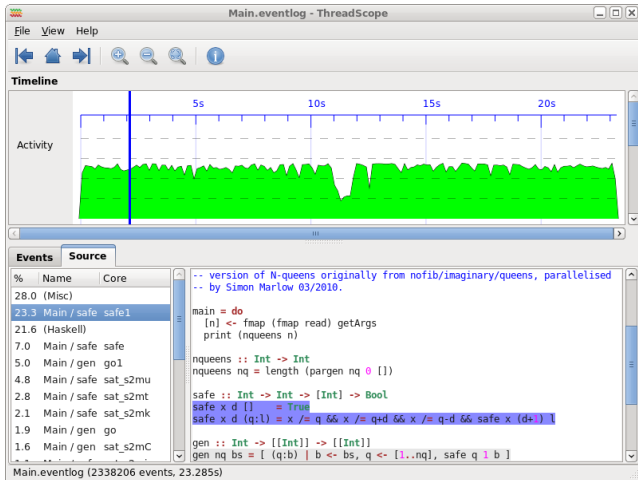 Main.eventlog - ThreadScope
File View Help
Timeline
5s 10s 15s 20s
Activity
Events Source
% Name Core
28.0 (Misc)
23.3 Main / safe safe1
21.6 (Haskell)
7.0 Main / safe safe
5.0 Main / gen go1
4.8 Main / safe sat_s2mu
2.8 Main / safe sat_s2mt
2.1 Main / safe sat_s2mk
1.9 Main / gen go
1.6 Main / gen sat_s2mC
-- version of N-queens originally from nofib/imaginary/queens, parallelised
-- by Simon Marlow 03/2010.
main = do
[n] <- fmap (fmap read) getArgs
print (nqueens n)
nqueens :: Int -> Int
nqueens nq = length (pargen nq 0 [])
safe :: Int -> Int -> [Int] -> Bool
safe x d [] = True
safe x d (q:l) = x /= q && x /= q+d && x /= q-d && safe x (d+1) l
gen :: Int -> [[Int]] -> [[Int]]
gen nq bs = [ (q:b) | b <- bs, q <- [1..nq], safe q 1 b ]
Main.eventlog (2338206 events, 23.285s)